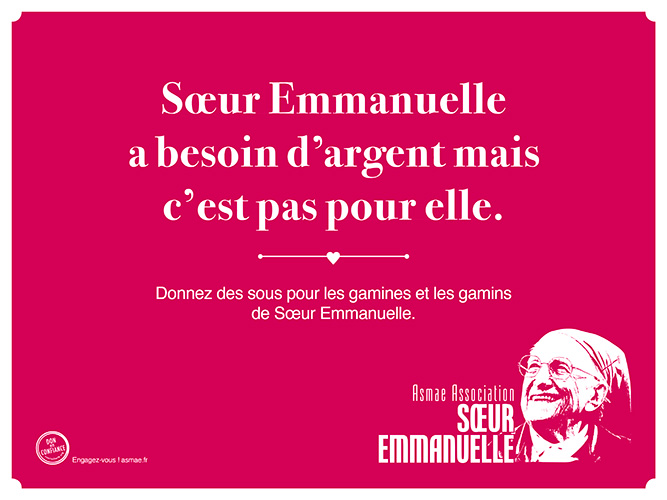 Sœur Emmanuelle
a besoin d’argent mais
c’est pas pour elle.
Donnez des sous pour les gamines et les gamins
de Sœur Emmanuelle.
Asmae Association
SŒUR
EMMANUELLE
DON
EN
CONFIANCE
Engagez-vous ! asmae.fr